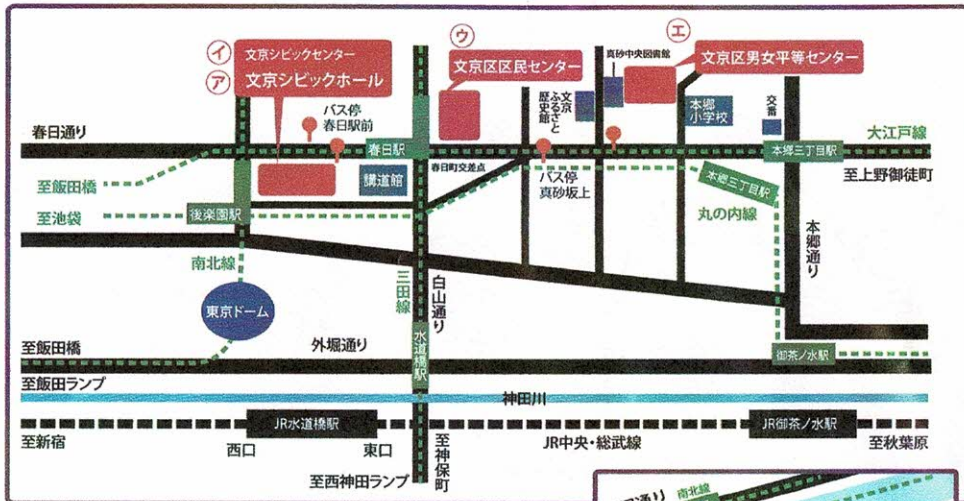 イ
文京シビックセンター
ア
文京シビックホール
バス停
春日駅前
ウ
文京区区民センター
真砂中央図書館
エ
文京区男女平等センター
文京
ふるさと
歴史館
本郷
小学校
交番
春日通り
春日駅
春日町交差点
大江戸線
本郷三丁目駅
至上野御徒町
至飯田橋
講道館
バス停
真砂坂上
本郷三丁目駅
丸の内線
至池袋
後楽園駅
本郷通り
南北線
三田線
白山通り
東京ドーム
水道橋駅
外堀通り
至飯田橋
御茶ノ水駅
至飯田ランプ
神田川
JR水道橋駅
JR御茶ノ水駅
至新宿
西口
東口
至神保町
JR中央・総武線
至秋葉原
至西神田ランプ
南北線